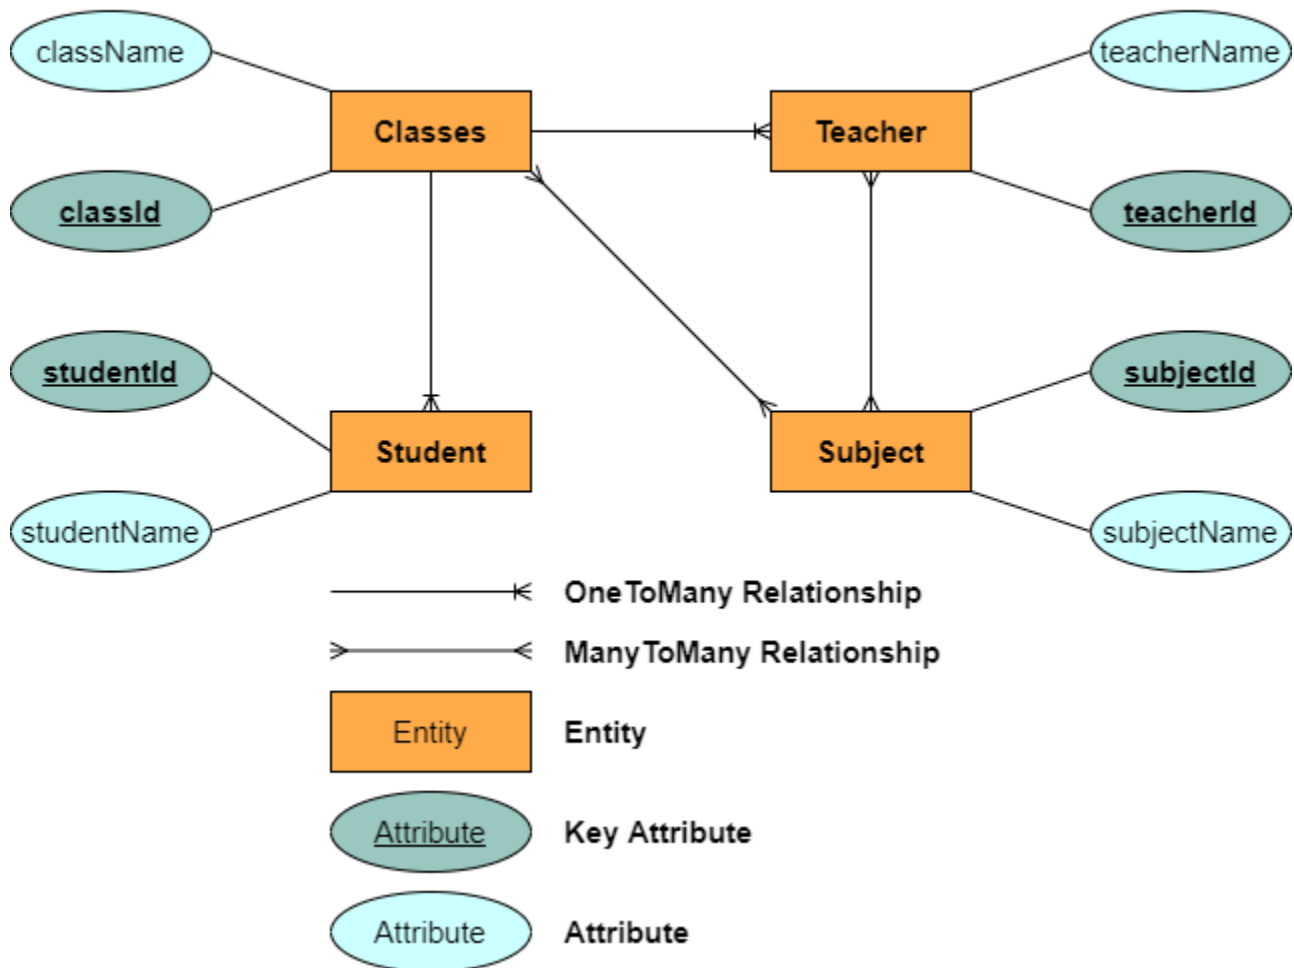 className
teacherName
Classes
Teacher
classId
teacherId
studentId
subjectId
Student
Subject
studentName
subjectName
OneToMany Relationship
ManyToMany Relationship
Entity
Entity
Attribute
Key Attribute
Attribute
Attribute